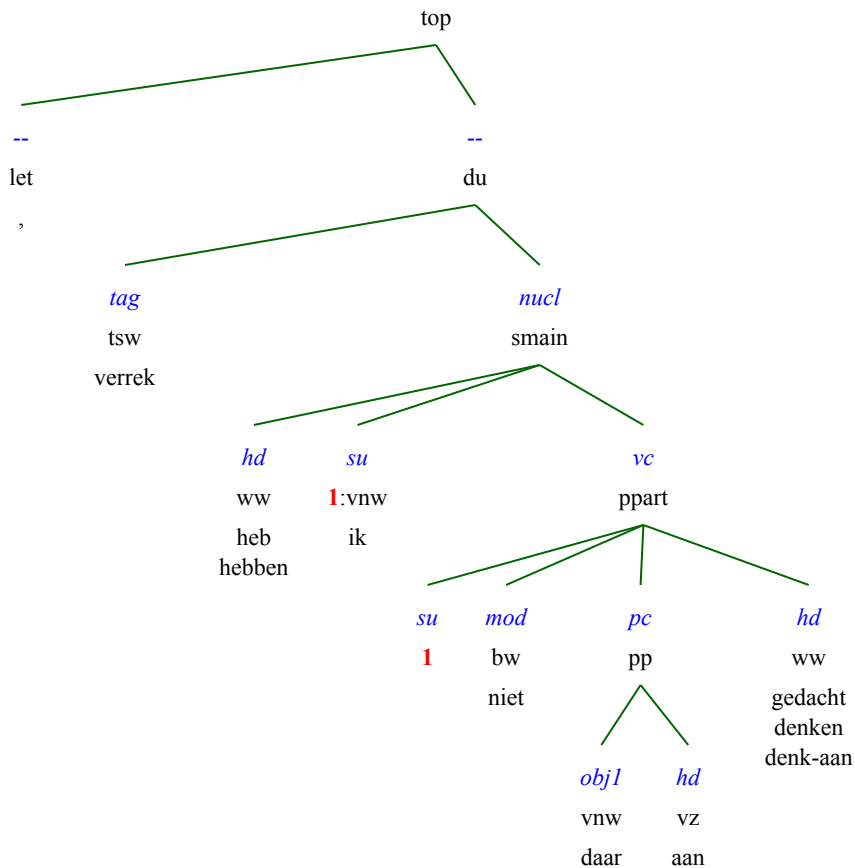 top
-- --
let du
,
tag nucl
tsw smain
verrek
hd su vc
ww 1:vnw ppart
heb ik
hebben
su mod pc hd
1 bw pp ww
niet gedacht
denken
denk-aan
obj1 hd
vnw vz
daar aan